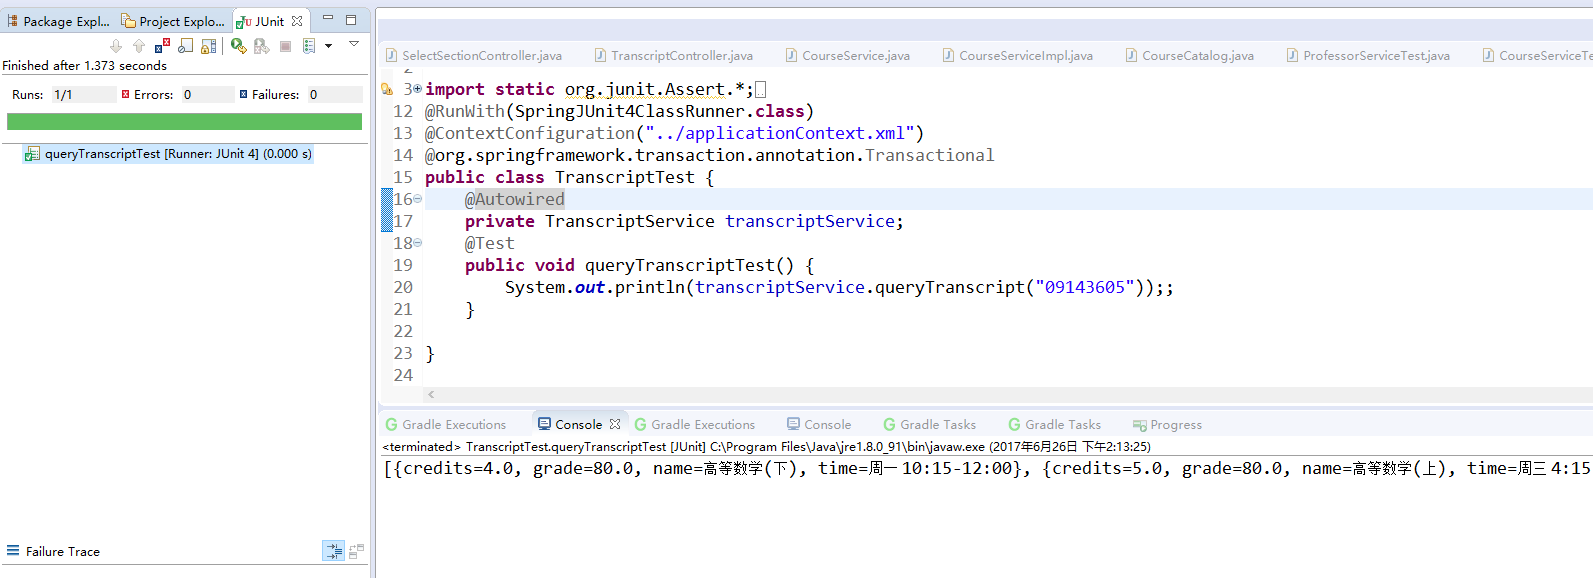 Package Expl...
Project Explo...
JUnit
Finished after 1.373 seconds
Runs: 1/1
Errors: 0
Failures: 0
queryTranscriptTest [Runner: JUnit 4] (0.000 s)
Failure Trace
SelectSectionController.java
TranscriptController.java
CourseService.java
CourseServiceImpl.java
CourseCatalog.java
ProfessorServiceTest.java
CourseServiceTe
3 import static org.junit.Assert.*;
12 @RunWith(SpringJUnit4ClassRunner.class)
13 @ContextConfiguration("../applicationContext.xml")
14 @org.springframework.transaction.annotation.Transactional
15 public class TranscriptTest {
16 @Autowired
17 private TranscriptService transcriptService;
18 @Test
19 public void queryTranscriptTest() {
20 System.out.println(transcriptService.queryTranscript("09143605"));;
21 }
22
23 }
24
Gradle Executions
Console
Gradle Executions
Console
Gradle Tasks
Gradle Tasks
Progress
<terminated> TranscriptTest.queryTranscriptTest [JUnit] C:\Program Files\Java\jre1.8.0_91\bin\javaw.exe (2017年6月26日 下午2:13:25)
[{credits=4.0, grade=80.0, name=高等数学(下), time=周一10:15-12:00}, {credits=5.0, grade=80.0, name=高等数学(上), time=周三4:15